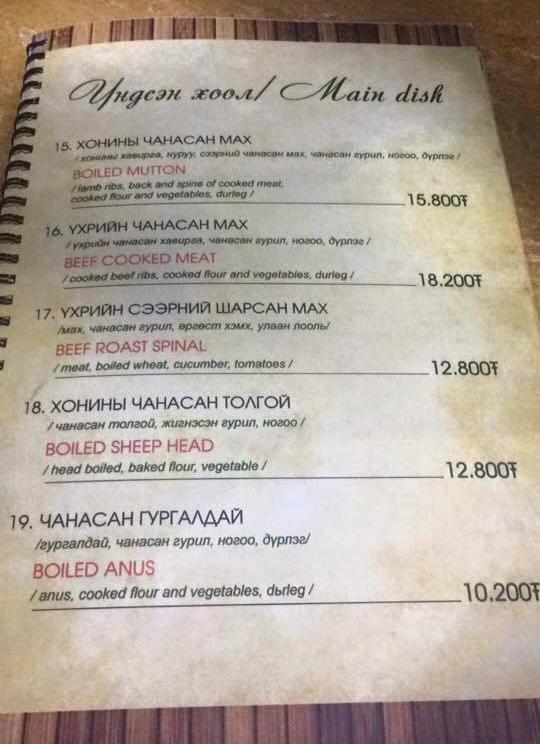 Үндсэн хоол/ Main dish
15. ХОНИНЫ ЧАНАСАН МАХ
/ хонины хавирга, нуруу, сээрний чанасан мах, чанасан гурил, ногоо, дүрлэг /
BOILED MUTTON
/ lamb ribs, back and spine of cooked meat,
cooked flour and vegetables, durleg / 15.800₮
16. ҮХРИЙН ЧАНАСАН МАХ
/ үхрийн чанасан хавирга, чанасан гурил, ногоо, дүрлэг /
BEEF COOKED MEAT
/ cooked beef ribs, cooked flour and vegetables, durleg / 18.200₮
17. ҮХРИЙН СЭЭРНИЙ ШАРСАН МАХ
/мах, чанасан гурил, өргөст хэмх, улаан лооль/
BEEF ROAST SPINAL
/ meat, boiled wheat, cucumber, tomatoes / 12.800₮
18. ХОНИНЫ ЧАНАСАН ТОЛГОЙ
/ чанасан толгой, жигнэсэн гурил, ногоо /
BOILED SHEEP HEAD
/ head boiled, baked flour, vegetable / 12.800₮
19. ЧАНАСАН ГУРГАЛДАЙ
/гургалдай, чанасан гурил, ногоо, дүрлэг/
BOILED ANUS
/ anus, cooked flour and vegetables, dьrleg / 10.200₮